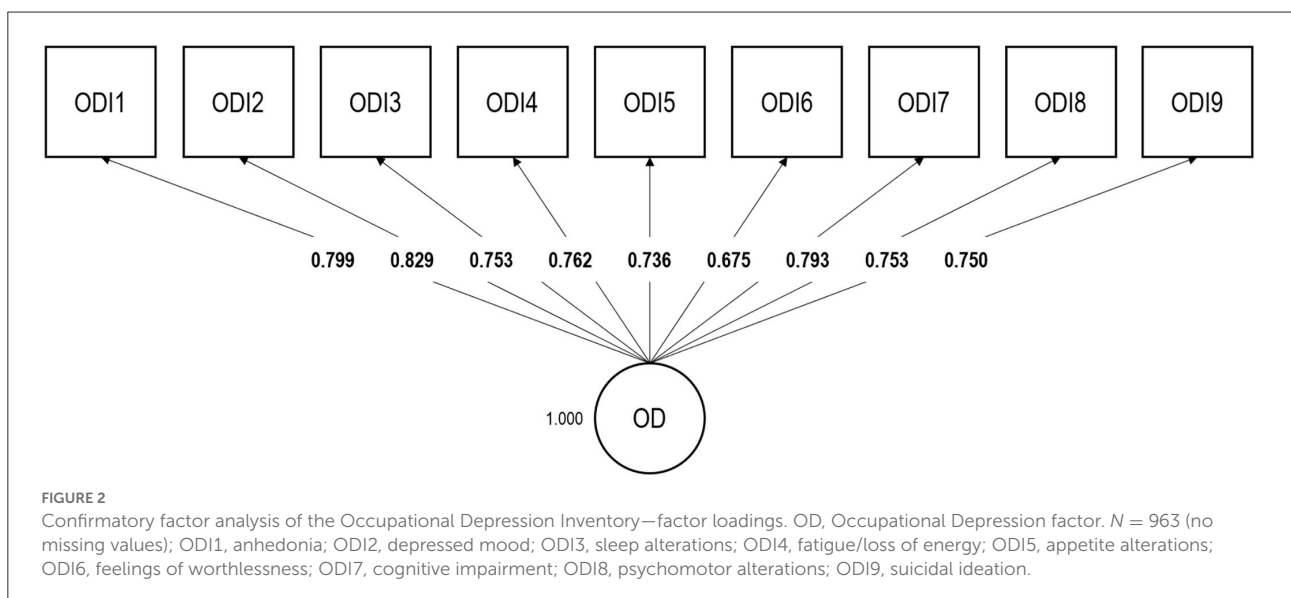 ODI1 ODI2 ODI3 ODI4 ODI5 ODI6 ODI7 ODI8 ODI9
0.799 0.829 0.753 0.762 0.736 0.675 0.793 0.753 0.750
1.000 OD
FIGURE 2
Confirmatory factor analysis of the Occupational Depression Inventory—factor loadings. OD, Occupational Depression factor. N = 963 (no
missing values); ODI1, anhedonia; ODI2, depressed mood; ODI3, sleep alterations; ODI4, fatigue/loss of energy; ODI5, appetite alterations;
ODI6, feelings of worthlessness; ODI7, cognitive impairment; ODI8, psychomotor alterations; ODI9, suicidal ideation.